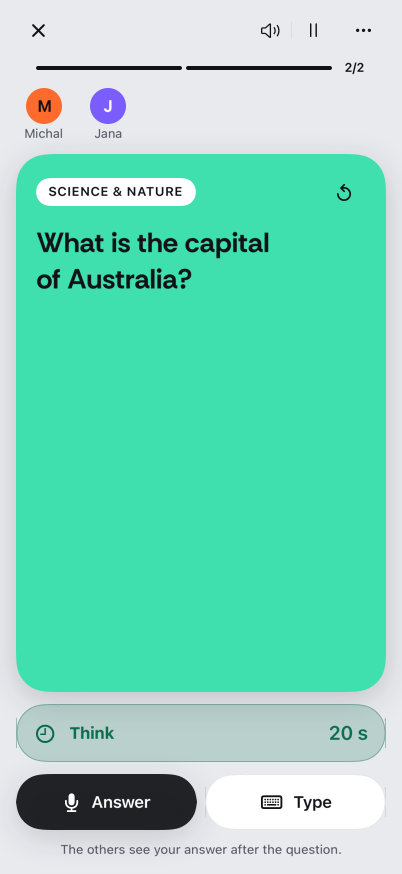 2/2
M
J
Michal
Jana
SCIENCE & NATURE
What is the capital
of Australia?
Think
20 s
Answer
Type
The others see your answer after the question.